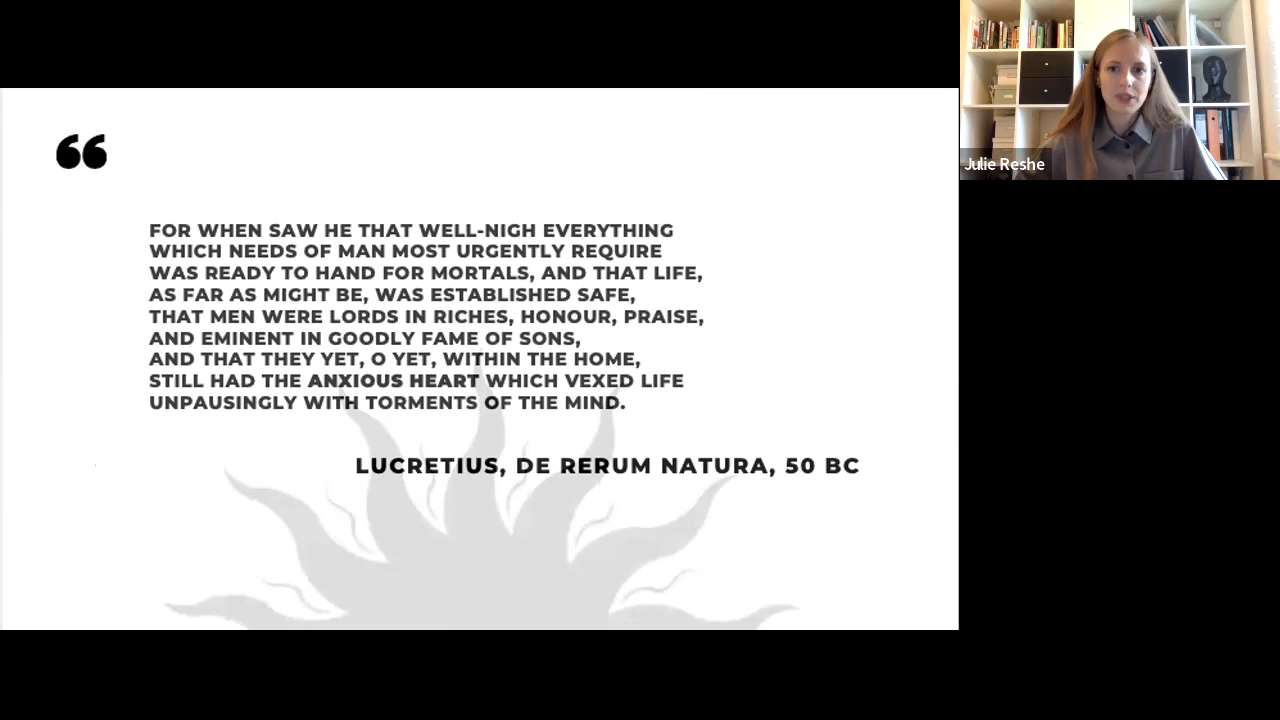 FOR WHEN SAW HE THAT WELL-NIGH EVERYTHING
WHICH NEEDS OF MAN MOST URGENTLY REQUIRE
WAS READY TO HAND FOR MORTALS, AND THAT LIFE,
AS FAR AS MIGHT BE, WAS ESTABLISHED SAFE,
THAT MEN WERE LORDS IN RICHES, HONOUR, PRAISE,
AND EMINENT IN GOODLY FAME OF SONS,
AND THAT THEY YET, O YET, WITHIN THE HOME,
STILL HAD THE ANXIOUS HEART WHICH VEXED LIFE
UNPAUSINGLY WITH TORMENTS OF THE MIND.
LUCRETIUS, DE RERUM NATURA, 50 BC
Julie Reshe